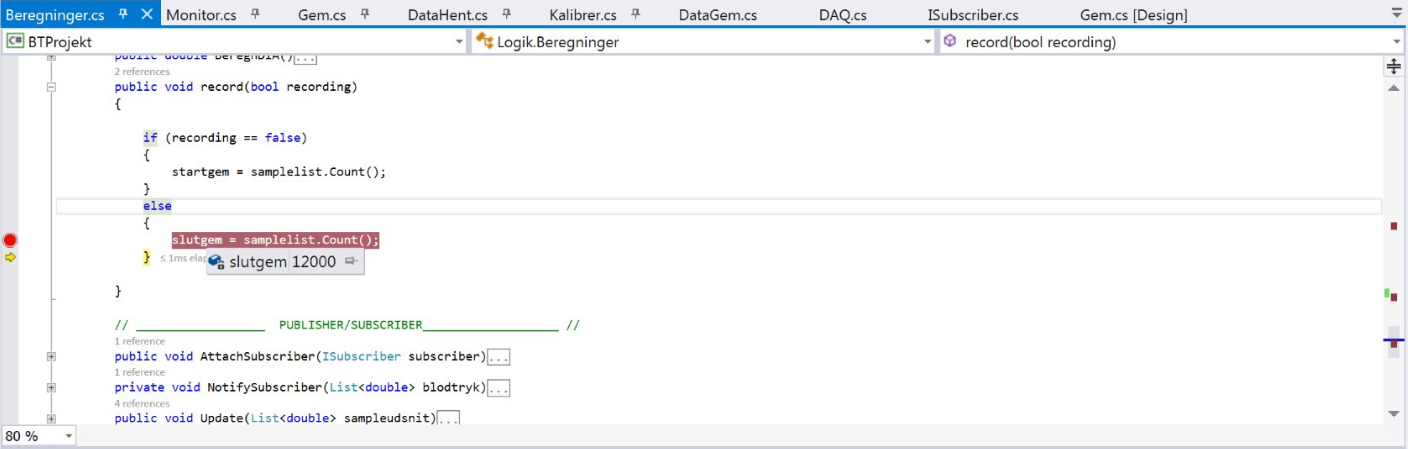 Beregninger.cs Monitor.cs Gem.cs DataHent.cs Kalibrer.cs DataGem.cs DAQ.cs ISubscriber.cs Gem.cs [Design]
C# BTProjekt Logik.Beregninger record(bool recording)
public double BeregnDIA()...
2 references
public void record(bool recording)
{
if (recording == false)
{
startgem = samplelist.Count();
}
else
{
slutgem = samplelist.Count();
} ≤ 1ms elap
slutgem 12000
}
// __________________ PUBLISHER/SUBSCRIBER___________________ //
1 reference
public void AttachSubscriber(ISubscriber subscriber)...
1 reference
private void NotifySubscriber(List<double> blodtryk)...
4 references
public void Update(List<double> sampleudsnit)...
80 %